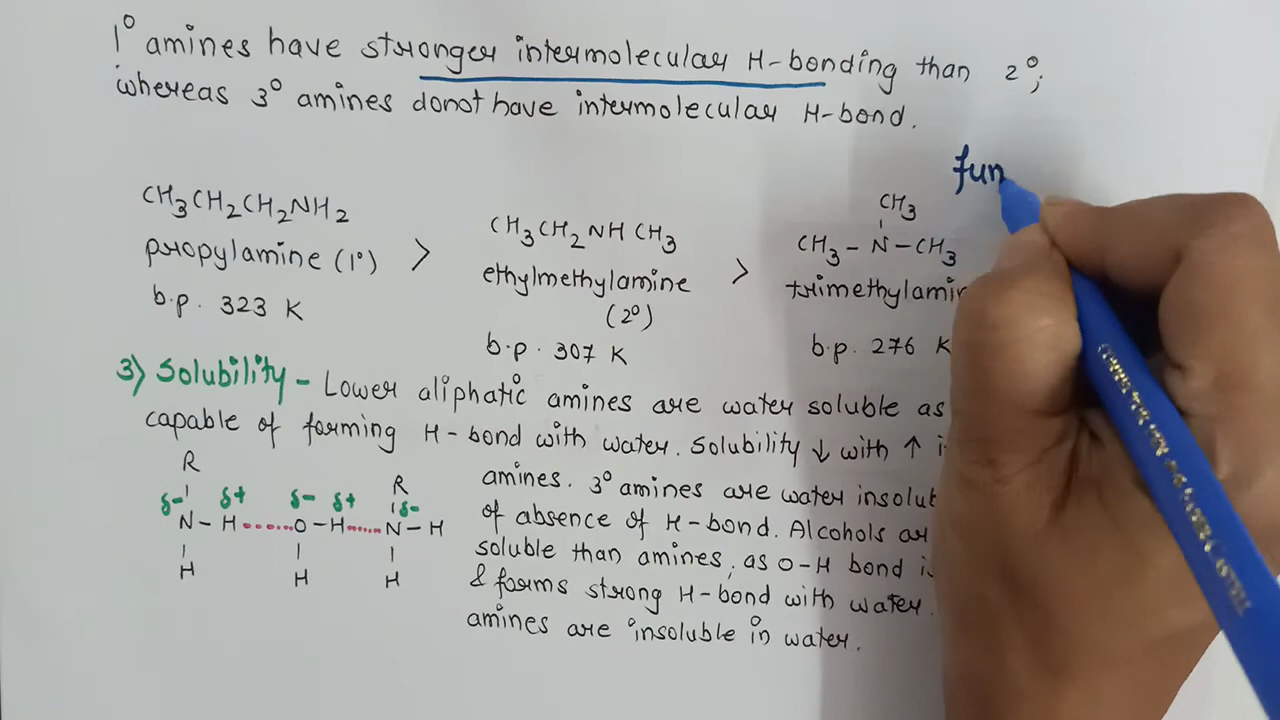 1° amines have stronger intermolecular H-bonding than 2°;
whereas 3° amines donot have intermolecular H-bond.
fun
CH3CH2CH2NH2
propylamine (1°)
b.p. 323 K
>
CH3CH2NHCH3
ethylmethylamine
(2°)
b.p. 307 K
>
CH3
CH3-N-CH3
trimethylamin
b.p. 276 K
3) Solubility - Lower aliphatic amines are water soluble as
capable of forming H-bond with water. Solubility ↓ with ↑ i
amines. 3° amines are water insolub
of absence of H-bond. Alcohols ar
soluble than amines, as O-H bond i
& forms strong H-bond with water.
amines are insoluble in water.
R R
δ- δ+ δ- δ+ δ-
N-H......O-H......N-H
H H H